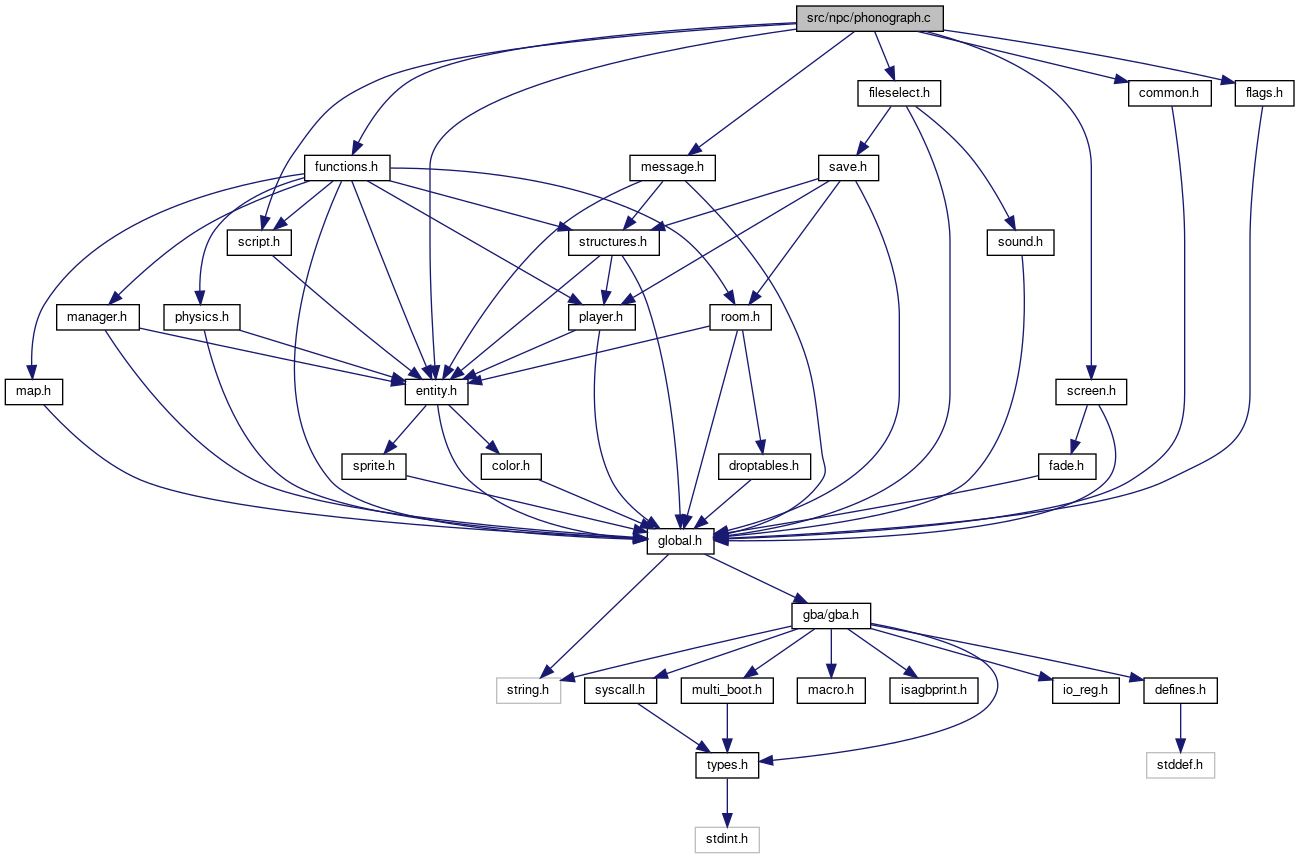 src/npc/phonograph.c
fileselect.h
common.h
flags.h
functions.h
message.h
save.h
script.h
structures.h
sound.h
manager.h
physics.h
player.h
room.h
map.h
entity.h
screen.h
sprite.h
color.h
droptables.h
fade.h
global.h
gba/gba.h
string.h
syscall.h
multi_boot.h
macro.h
isagbprint.h
io_reg.h
defines.h
types.h
stddef.h
stdint.h